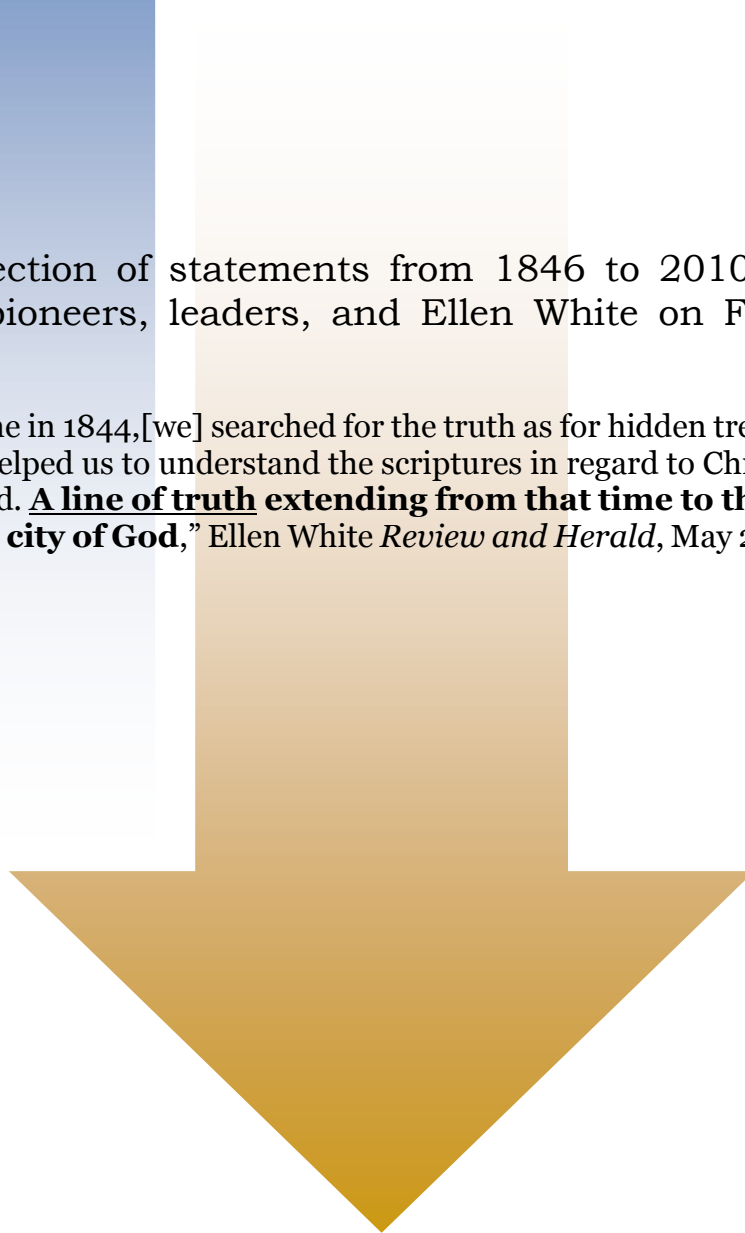 ection of statements from 1846 to 2010
pioneers, leaders, and Ellen White on F
ne in 1844,[we] searched for the truth as for hidden tre
elped us to understand the scriptures in regard to Chr
d. A line of truth extending from that time to th
city of God,” Ellen White Review and Herald, May 2